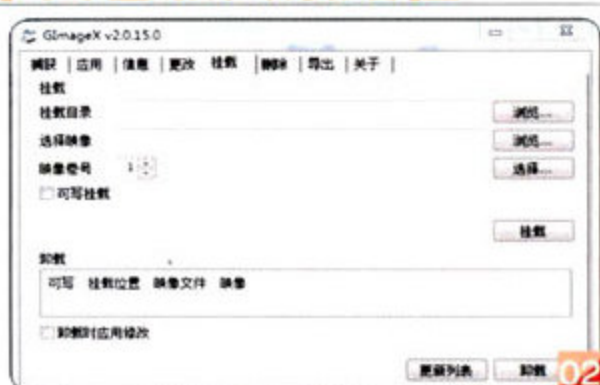 GImageX v2.0.15.0
捕获 应用 信息 更改 挂载 删除 导出 关于
挂载
挂载目录 浏览...
选择映像 浏览...
映像卷号 1 选择...
可写挂载
挂载
卸载
可写 挂载位置 映像文件 映像
卸载时应用修改
更新列表 卸载
02